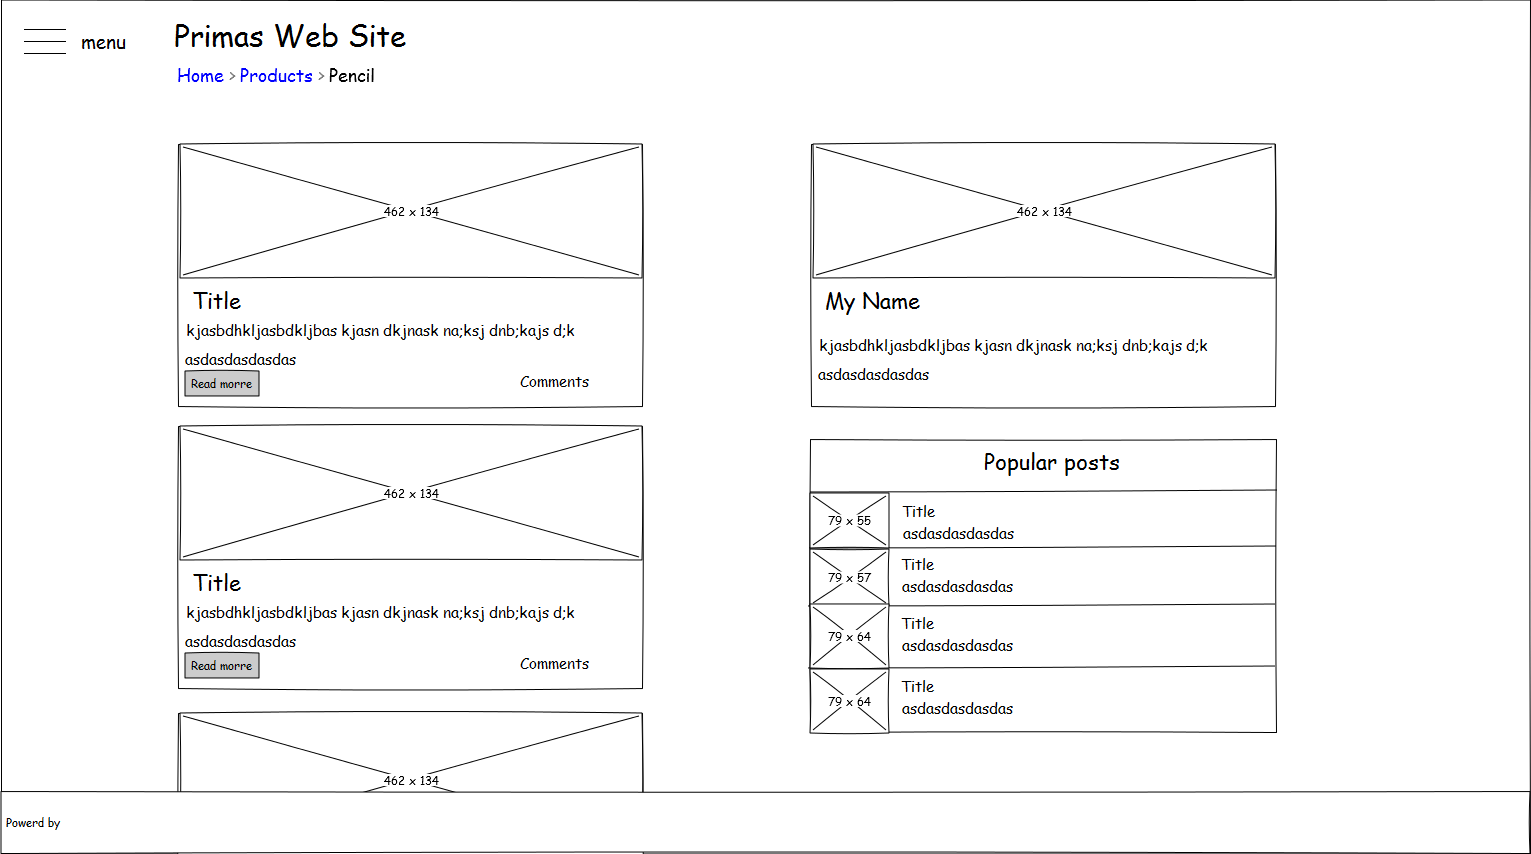 menu
Primas Web Site
Home > Products > Pencil
462 x 134
Title
kjasbdhkljasbdkljbas kjasn dkjnask na;ksj dnb;kajs d;k
asdasdasdasdas
Read morre
Comments
462 x 134
Title
kjasbdhkljasbdkljbas kjasn dkjnask na;ksj dnb;kajs d;k
asdasdasdasdas
Read morre
Comments
462 x 134
462 x 134
My Name
kjasbdhkljasbdkljbas kjasn dkjnask na;ksj dnb;kajs d;k
asdasdasdasdas
Popular posts
79 x 55
Title
asdasdasdasdas
79 x 57
Title
asdasdasdasdas
79 x 64
Title
asdasdasdasdas
79 x 64
Title
asdasdasdasdas
Powerd by